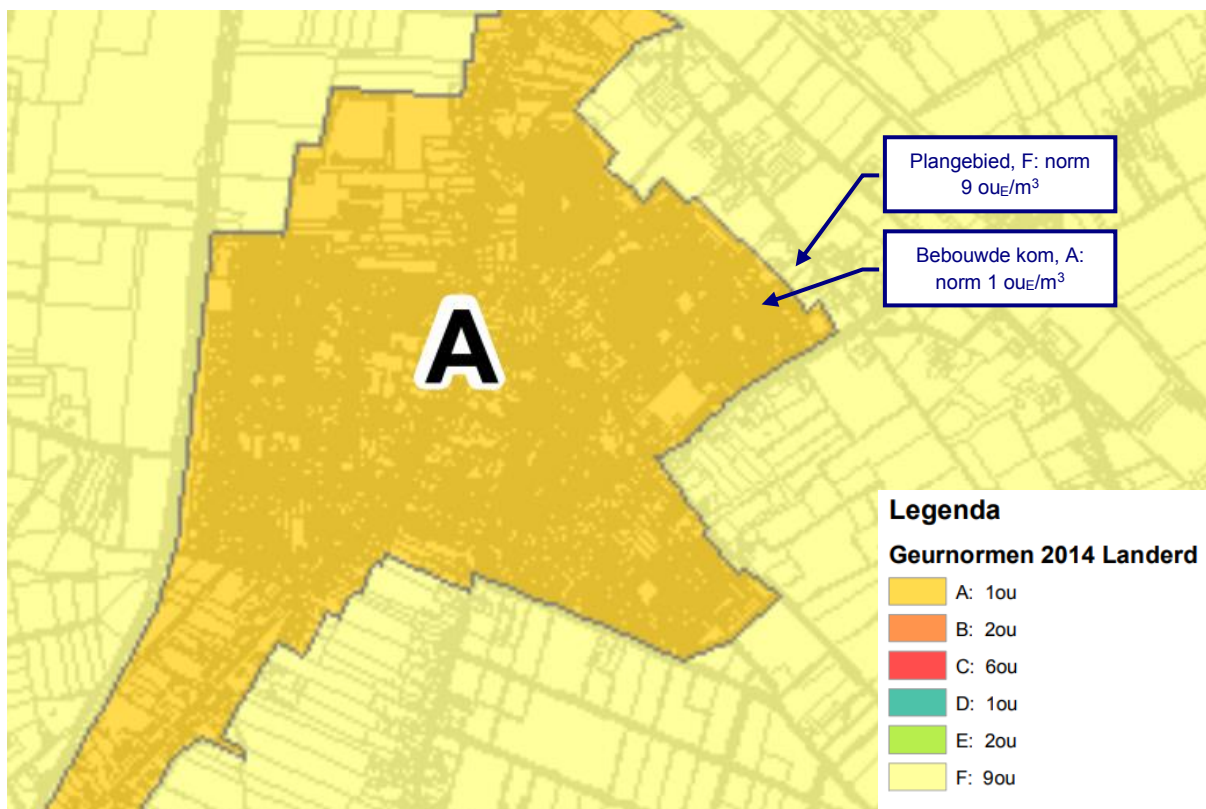 Plangebied, F: norm
9 ouE/m³
Bebouwde kom, A:
norm 1 ouE/m³
A
Legenda
Geurnormen 2014 Landerd
A: 1ou
B: 2ou
C: 6ou
D: 1ou
E: 2ou
F: 9ou